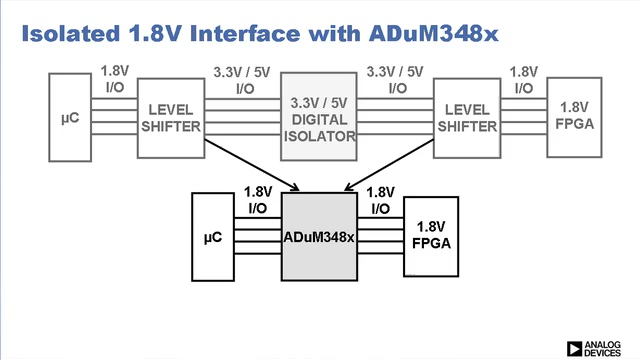 Isolated 1.8V Interface with ADuM348x
1.8V
I/O
3.3V / 5V
I/O
3.3V / 5V
I/O
1.8V
I/O
µC
LEVEL
SHIFTER
3.3V / 5V
DIGITAL
ISOLATOR
LEVEL
SHIFTER
1.8V
FPGA
1.8V
I/O
1.8V
I/O
µC
ADuM348x
1.8V
FPGA
ANALOG
DEVICES